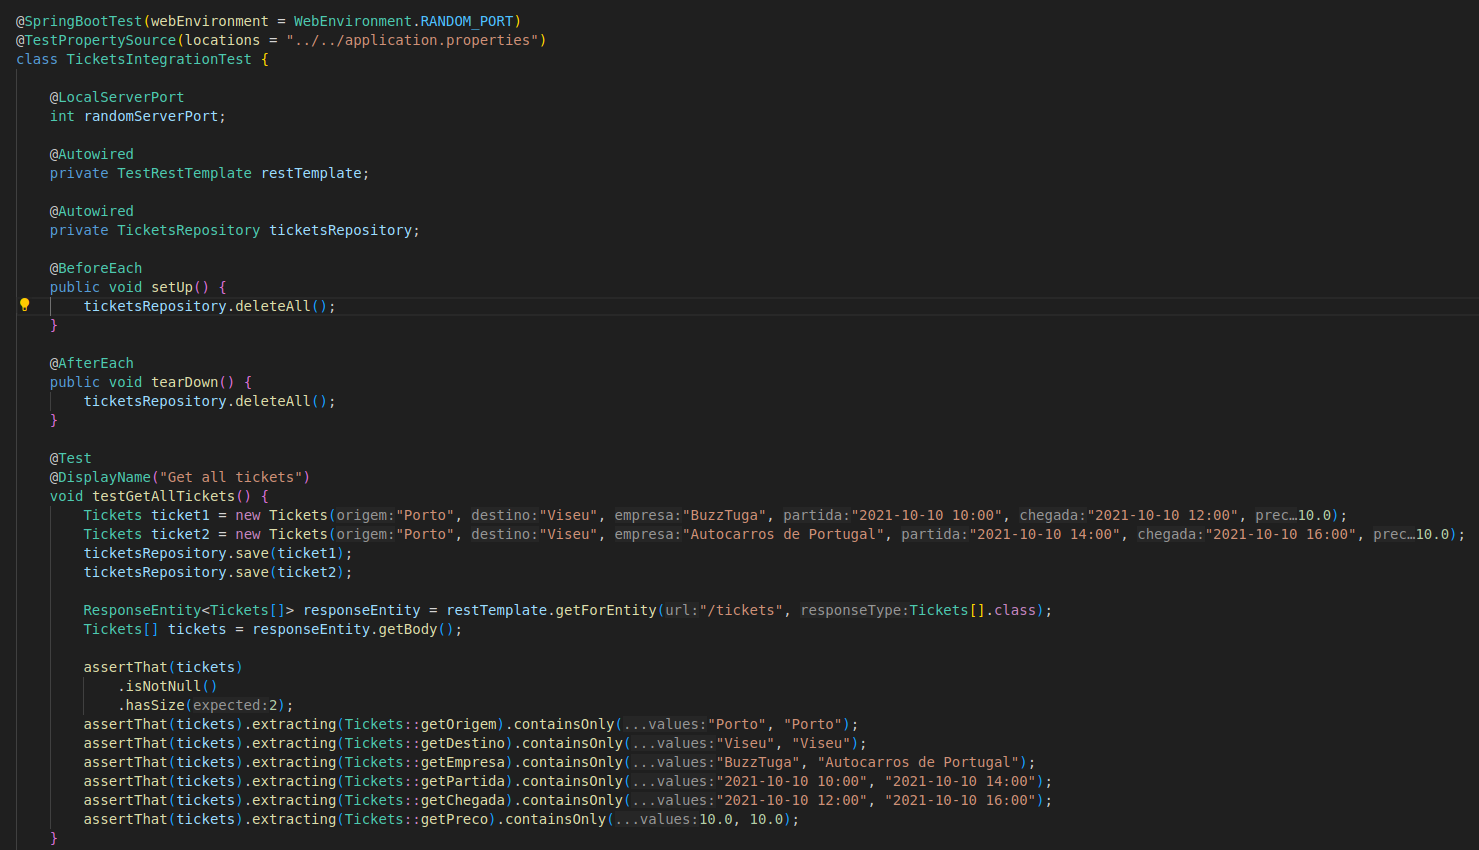 @SpringBootTest(webEnvironment = WebEnvironment.RANDOM_PORT)
@TestPropertySource(locations = "../../application.properties")
class TicketsIntegrationTest {
@LocalServerPort
int randomServerPort;
@Autowired
private TestRestTemplate restTemplate;
@Autowired
private TicketsRepository ticketsRepository;
@BeforeEach
public void setUp() {
ticketsRepository.deleteAll();
}
@AfterEach
public void tearDown() {
ticketsRepository.deleteAll();
}
@Test
@DisplayName("Get all tickets")
void testGetAllTickets() {
Tickets ticket1 = new Tickets(origem:"Porto", destino:"Viseu", empresa:"BuzzTuga", partida:"2021-10-10 10:00", chegada:"2021-10-10 12:00", prec…10.0);
Tickets ticket2 = new Tickets(origem:"Porto", destino:"Viseu", empresa:"Autocarros de Portugal", partida:"2021-10-10 14:00", chegada:"2021-10-10 16:00", prec…10.0);
ticketsRepository.save(ticket1);
ticketsRepository.save(ticket2);
ResponseEntity<Tickets[]> responseEntity = restTemplate.getForEntity(url:"/tickets", responseType:Tickets[].class);
Tickets[] tickets = responseEntity.getBody();
assertThat(tickets)
.isNotNull()
.hasSize(expected:2);
assertThat(tickets).extracting(Tickets::getOrigem).containsOnly(...values:"Porto", "Porto");
assertThat(tickets).extracting(Tickets::getDestino).containsOnly(...values:"Viseu", "Viseu");
assertThat(tickets).extracting(Tickets::getEmpresa).containsOnly(...values:"BuzzTuga", "Autocarros de Portugal");
assertThat(tickets).extracting(Tickets::getPartida).containsOnly(...values:"2021-10-10 10:00", "2021-10-10 14:00");
assertThat(tickets).extracting(Tickets::getChegada).containsOnly(...values:"2021-10-10 12:00", "2021-10-10 16:00");
assertThat(tickets).extracting(Tickets::getPreco).containsOnly(...values:10.0, 10.0);
}